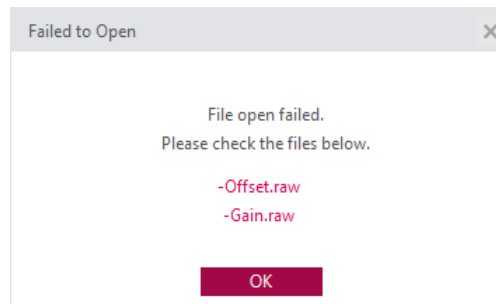 Failed to Open
File open failed.
Please check the files below.
-Offset.raw
-Gain.raw
OK